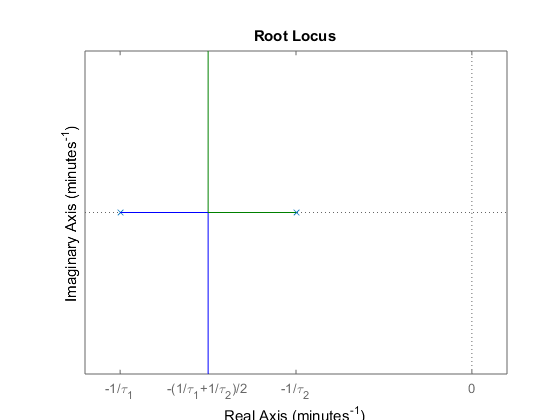 Root Locus
Imaginary Axis (minutes⁻¹)
-1/τ₁ -(1/τ₁+1/τ₂)/2 -1/τ₂ 0
Real Axis (minutes⁻¹)